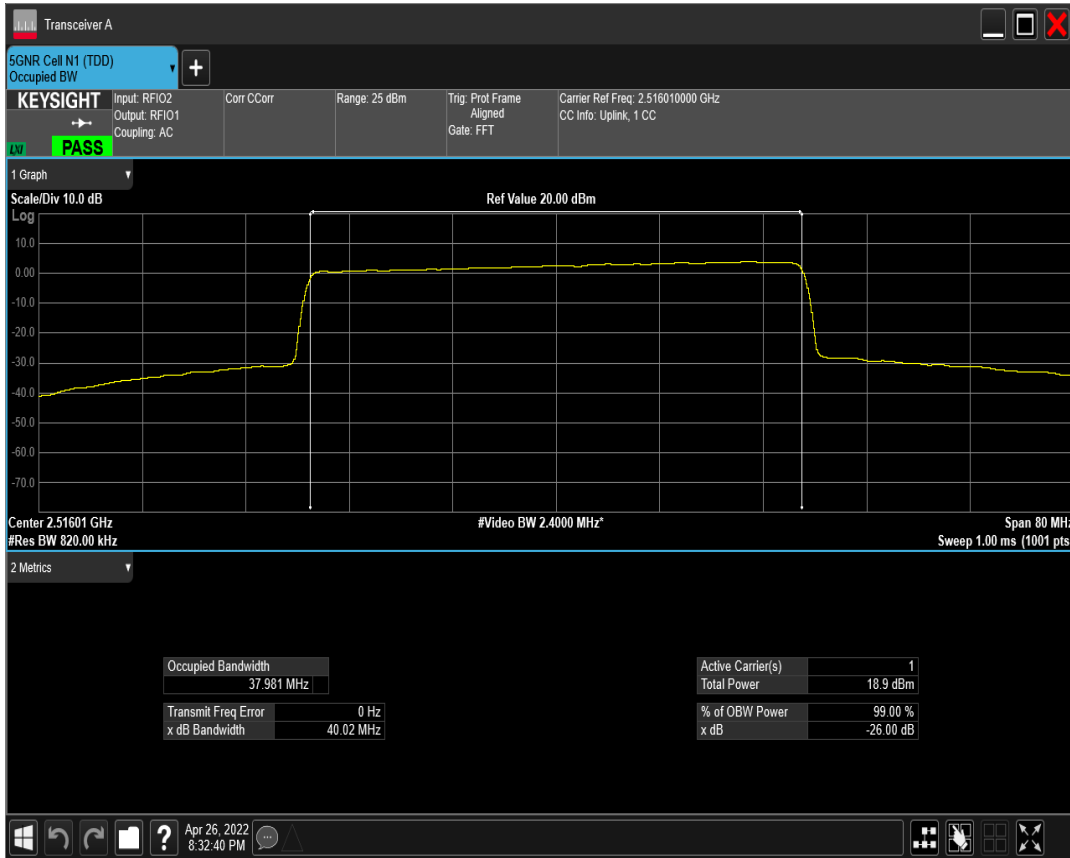 Transceiver A
5GNR Cell N1 (TDD)
Occupied BW
+
KEYSIGHT
LXI
PASS
Input: RFIO2
Output: RFIO1
Coupling: AC
Corr CCorr
Range: 25 dBm
Trig: Prot Frame
Aligned
Gate: FFT
Carrier Ref Freq: 2.516010000 GHz
CC Info: Uplink, 1 CC
1 Graph
Scale/Div 10.0 dB
Ref Value 20.00 dBm
Log
10.0
0.00
-10.0
-20.0
-30.0
-40.0
-50.0
-60.0
-70.0
Center 2.51601 GHz
#Video BW 2.4000 MHz*
Span 80 MHz
#Res BW 820.00 kHz
Sweep 1.00 ms (1001 pts
2 Metrics
Occupied Bandwidth
37.981 MHz
Transmit Freq Error 0 Hz
x dB Bandwidth 40.02 MHz
Active Carrier(s) 1
Total Power 18.9 dBm
% of OBW Power 99.00 %
x dB -26.00 dB
?
Apr 26, 2022
8:32:40 PM